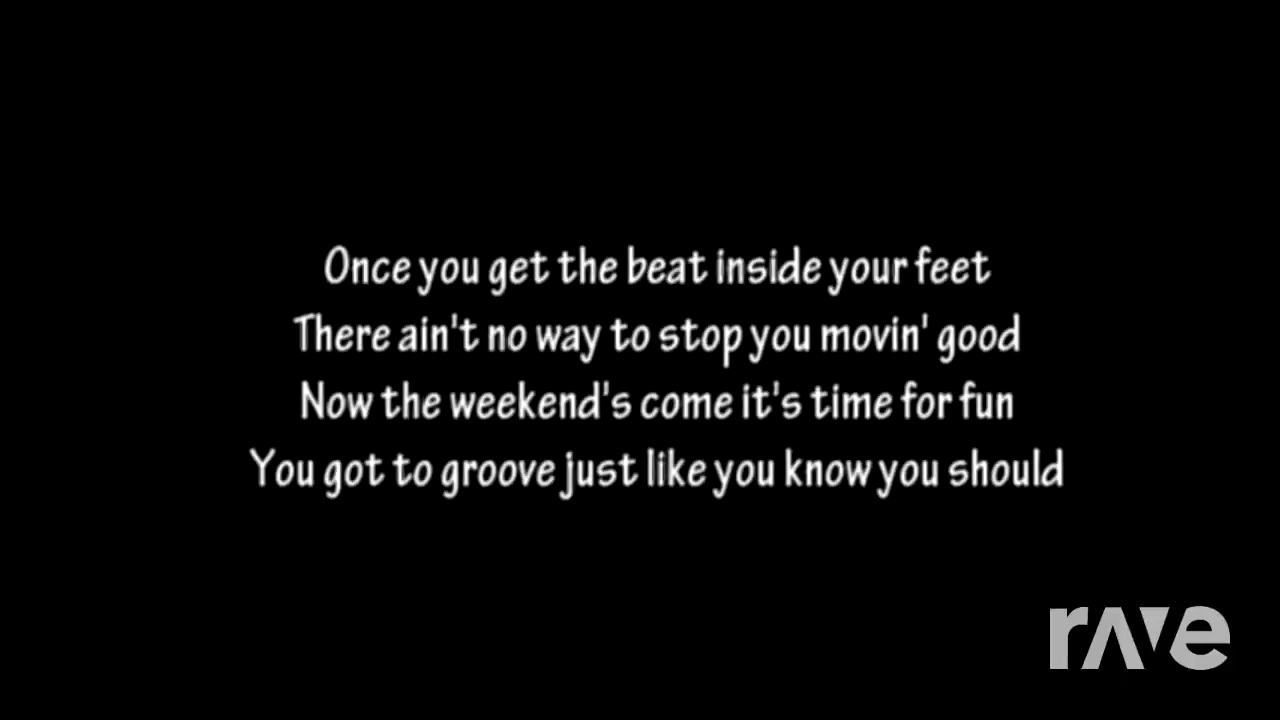 Once you get the beat inside your feet
There ain't no way to stop you movin' good
Now the weekend's come it's time for fun
You got to groove just like you know you should
rave